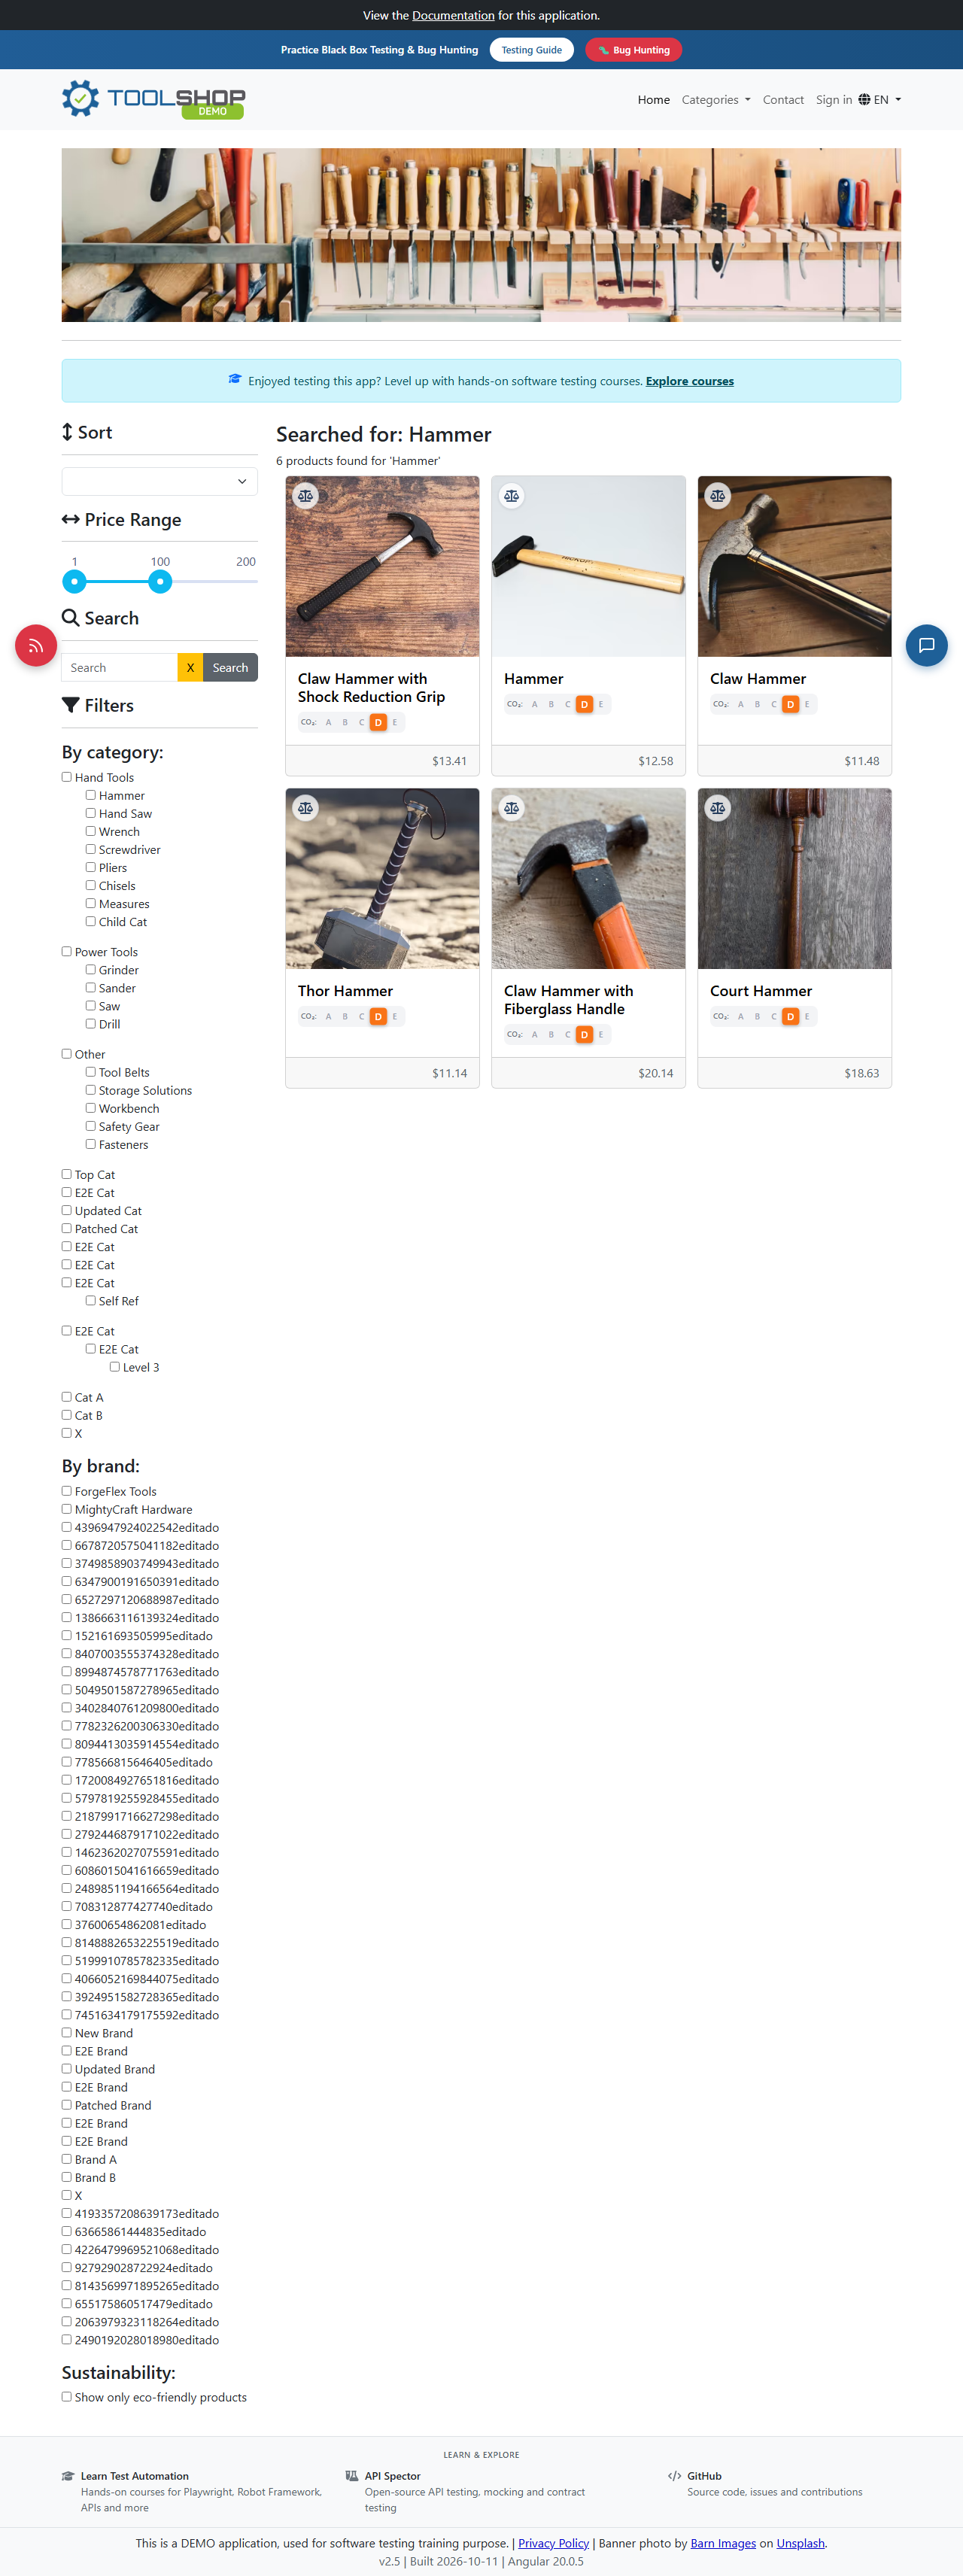 View the Documentation for this application.
Practice Black Box Testing & Bug Hunting Testing Guide Bug Hunting
TOOLSHOP
DEMO
Home Categories Contact Sign in EN
Enjoyed testing this app? Level up with hands-on software testing courses. Explore courses
Sort
Price Range
1 100 200
Search
Search X Search
Filters
By category:
Hand Tools
Hammer
Hand Saw
Wrench
Screwdriver
Pliers
Chisels
Measures
Child Cat
Power Tools
Grinder
Sander
Saw
Drill
Other
Tool Belts
Storage Solutions
Workbench
Safety Gear
Fasteners
Top Cat
E2E Cat
Updated Cat
Patched Cat
E2E Cat
E2E Cat
E2E Cat
Self Ref
E2E Cat
E2E Cat
Level 3
Cat A
Cat B
X
By brand:
ForgeFlex Tools
MightyCraft Hardware
4396947924022542editado
6678720575041182editado
3749858903749943editado
6347900191650391editado
6527297120688987editado
1386663116139324editado
152161693505995editado
8407003555374328editado
8994874578771763editado
5049501587278965editado
3402840761209800editado
7782326200306330editado
8094413035914554editado
778566815646405editado
1720084927651816editado
5797819255928455editado
2187991716627298editado
2792446879171022editado
1462362027075591editado
6086015041616659editado
2489851194166564editado
708312877427740editado
37600654862081editado
8148882653225519editado
5199910785782335editado
4066052169844075editado
3924951582728365editado
7451634179175592editado
New Brand
E2E Brand
Updated Brand
E2E Brand
Patched Brand
E2E Brand
E2E Brand
Brand A
Brand B
X
4193357208639173editado
63665861444835editado
4226479969521068editado
927929028722924editado
8143569971895265editado
655175860517479editado
2063979323118264editado
2490192028018980editado
Sustainability:
Show only eco-friendly products
Searched for: Hammer
6 products found for 'Hammer'
Claw Hammer with
Shock Reduction Grip
CO₂: A B C D E
$13.41
Hammer
CO₂: A B C D E
$12.58
Claw Hammer
CO₂: A B C D E
$11.48
Thor Hammer
CO₂: A B C D E
$11.14
Claw Hammer with
Fiberglass Handle
CO₂: A B C D E
$20.14
Court Hammer
CO₂: A B C D E
$18.63
LEARN & EXPLORE
Learn Test Automation
Hands-on courses for Playwright, Robot Framework,
APIs and more
API Spector
Open-source API testing, mocking and contract
testing
GitHub
Source code, issues and contributions
This is a DEMO application, used for software testing training purpose. | Privacy Policy | Banner photo by Barn Images on Unsplash.
v2.5 | Built 2026-10-11 | Angular 20.0.5